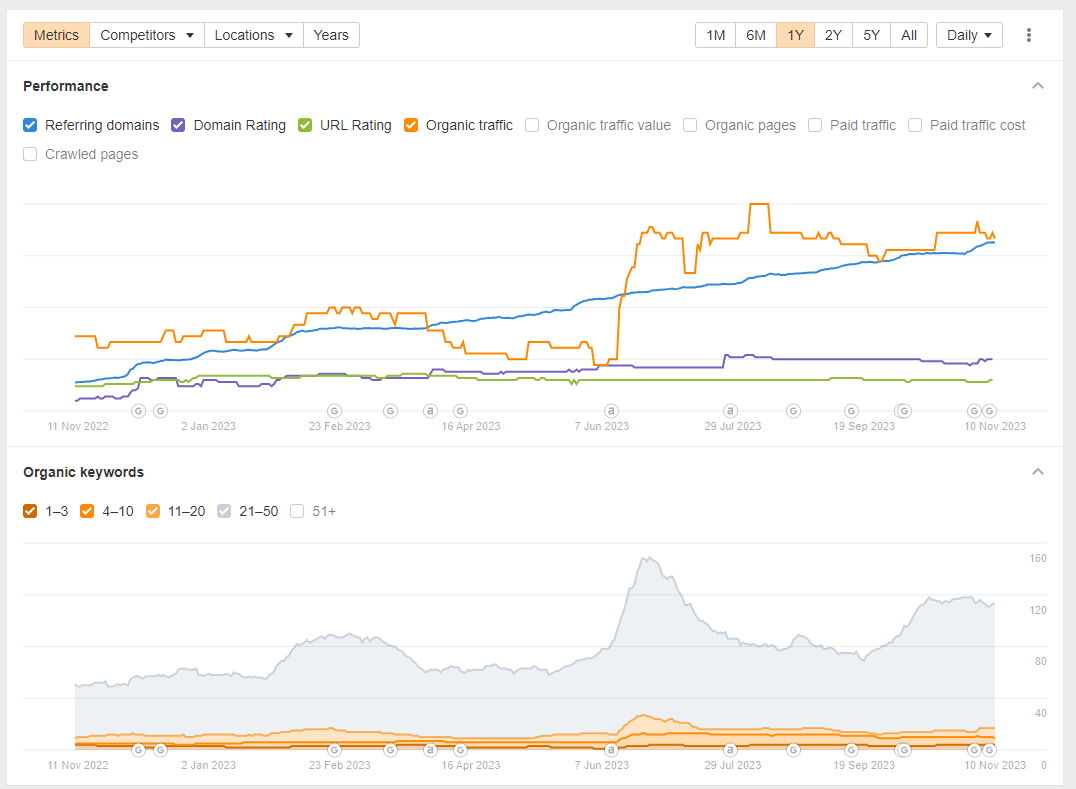 Metrics Competitors Locations Years 1M 6M 1Y 2Y 5Y All Daily
Performance
Referring domains Domain Rating URL Rating Organic traffic Organic traffic value Organic pages Paid traffic Paid traffic cost
Crawled pages
G G G G a G a a G G G G G
11 Nov 2022 2 Jan 2023 23 Feb 2023 16 Apr 2023 7 Jun 2023 29 Jul 2023 19 Sep 2023 10 Nov 2023
Organic keywords
1–3 4–10 11–20 21–50 51+
160
120
80
40
G G G G a G a a G G G G G
11 Nov 2022 2 Jan 2023 23 Feb 2023 16 Apr 2023 7 Jun 2023 29 Jul 2023 19 Sep 2023 10 Nov 2023 0